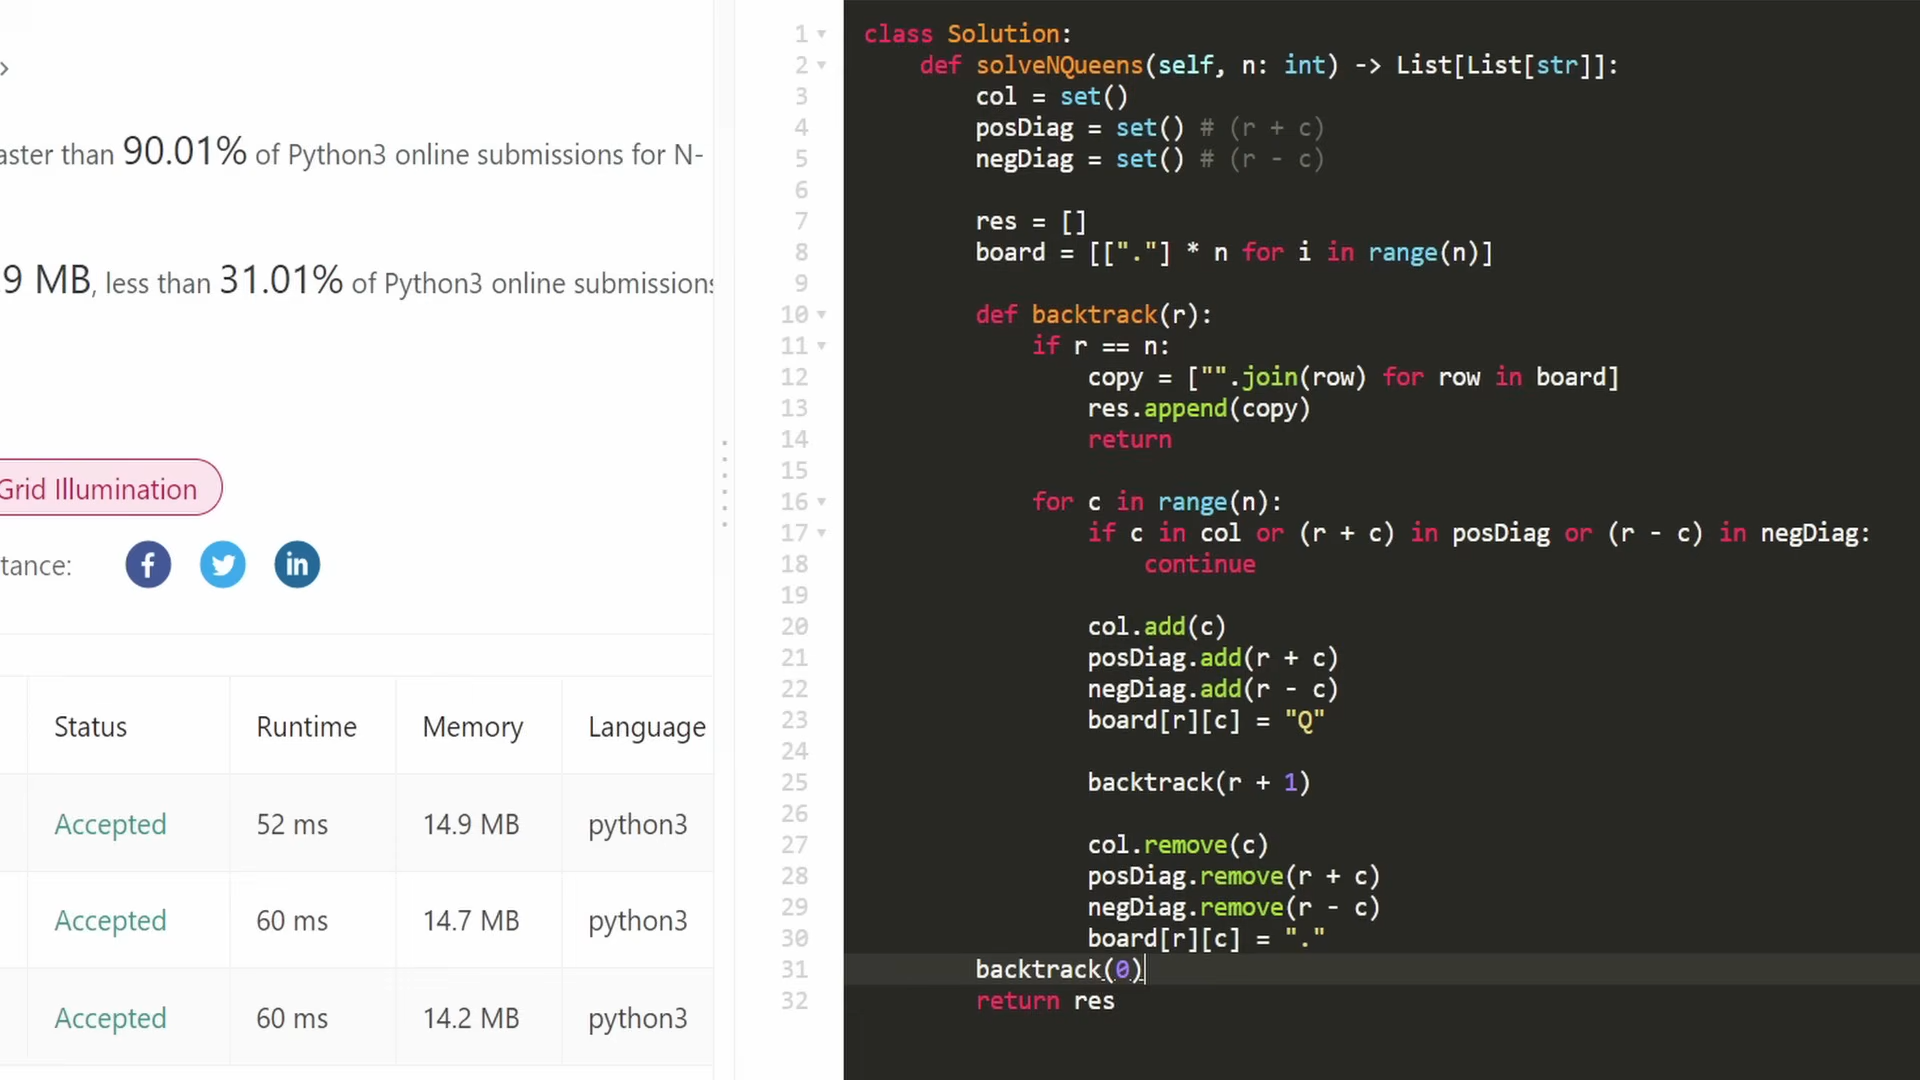 aster than 90.01% of Python3 online submissions for N-
9 MB, less than 31.01% of Python3 online submissions
Grid Illumination
tance:
Status Runtime Memory Language
Accepted 52 ms 14.9 MB python3
Accepted 60 ms 14.7 MB python3
Accepted 60 ms 14.2 MB python3
1 class Solution:
2     def solveNQueens(self, n: int) -> List[List[str]]:
3         col = set()
4         posDiag = set() # (r + c)
5         negDiag = set() # (r - c)
6
7         res = []
8         board = [["."] * n for i in range(n)]
9
10         def backtrack(r):
11             if r == n:
12                 copy = ["".join(row) for row in board]
13                 res.append(copy)
14                 return
15
16             for c in range(n):
17                 if c in col or (r + c) in posDiag or (r - c) in negDiag:
18                     continue
19
20                 col.add(c)
21                 posDiag.add(r + c)
22                 negDiag.add(r - c)
23                 board[r][c] = "Q"
24
25                 backtrack(r + 1)
26
27                 col.remove(c)
28                 posDiag.remove(r + c)
29                 negDiag.remove(r - c)
30                 board[r][c] = "."
31         backtrack(0)
32         return res